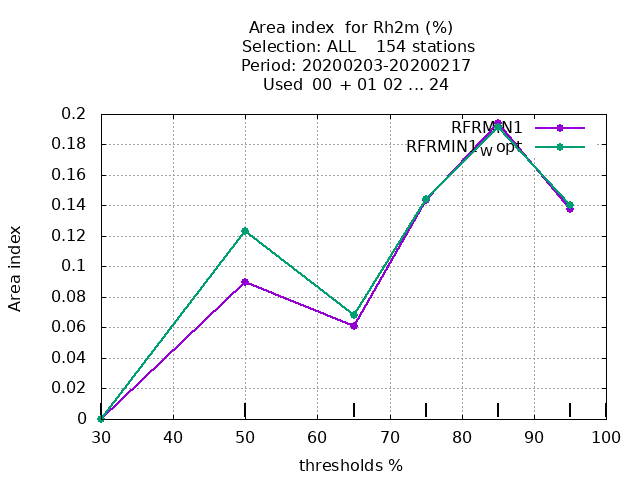 Area index  for Rh2m (%)
Selection: ALL    154 stations
Period: 20200203-20200217
Used  00 + 01 02 ... 24
RFRMIN1
RFRMIN1W opt
0.2
0.18
0.16
0.14
0.12
0.1
0.08
0.06
0.04
0.02
0
Area index
30 40 50 60 70 80 90 100
thresholds %